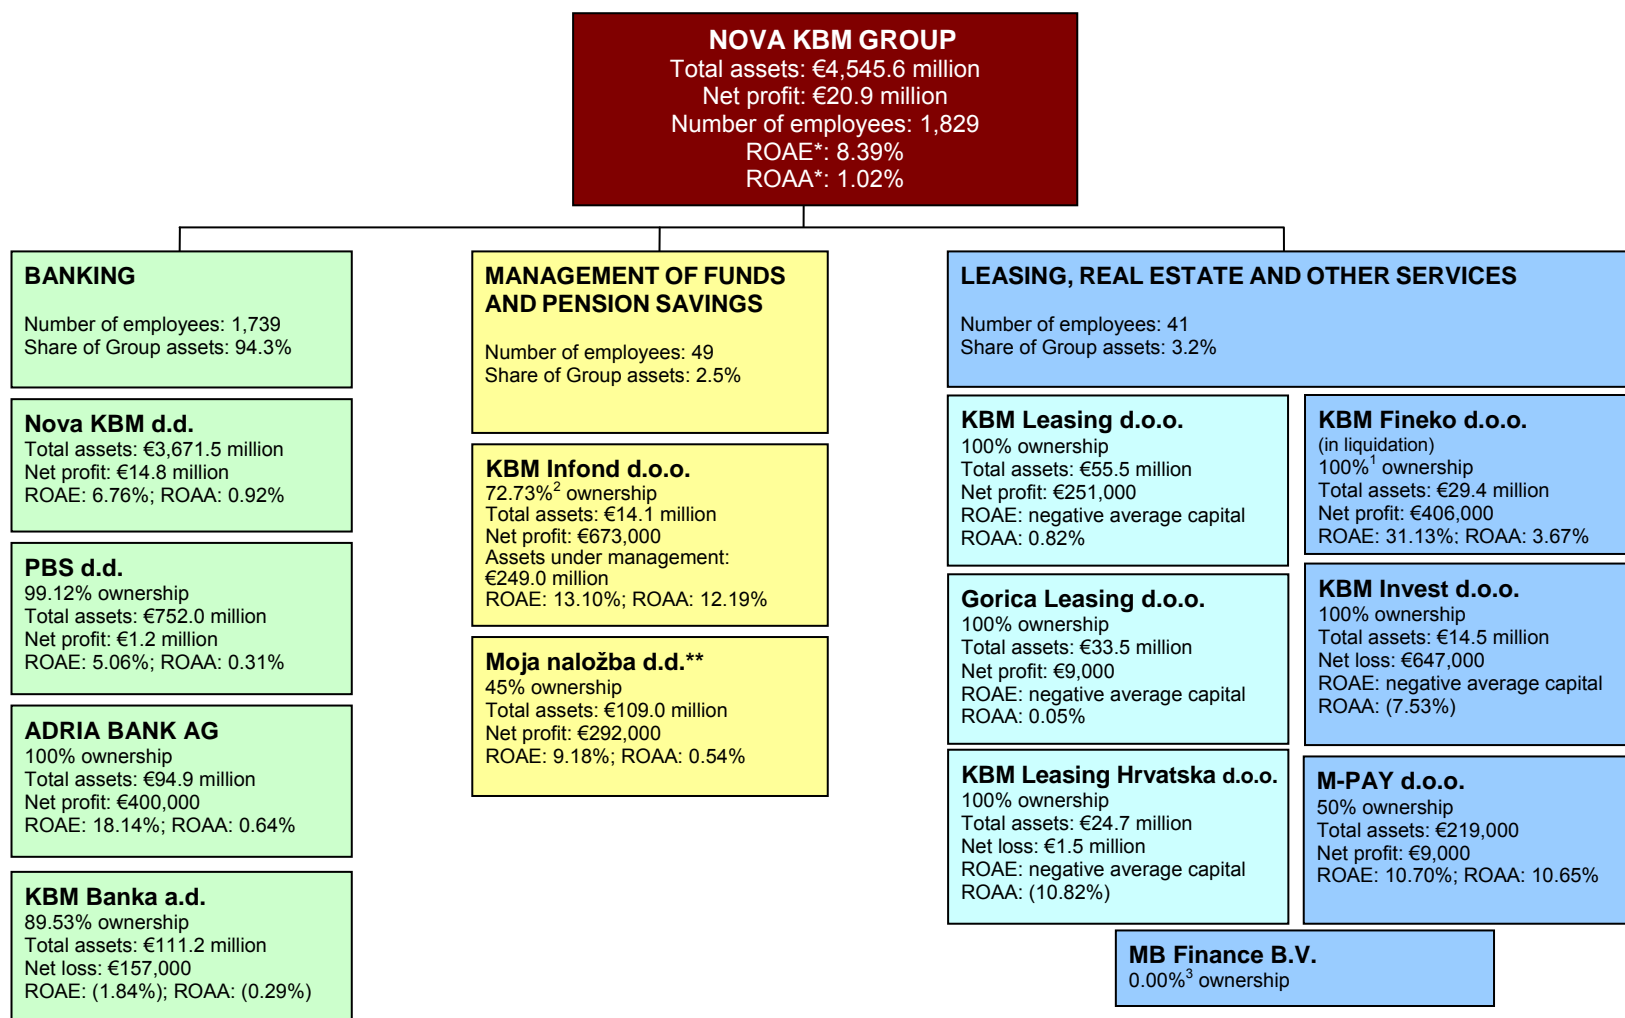 NOVA KBM GROUP
Total assets: €4,545.6 million
Net profit: €20.9 million
Number of employees: 1,829
ROAE*: 8.39%
ROAA*: 1.02%
BANKING
Number of employees: 1,739
Share of Group assets: 94.3%
Nova KBM d.d.
Total assets: €3,671.5 million
Net profit: €14.8 million
ROAE: 6.76%; ROAA: 0.92%
PBS d.d.
99.12% ownership
Total assets: €752.0 million
Net profit: €1.2 million
ROAE: 5.06%; ROAA: 0.31%
ADRIA BANK AG
100% ownership
Total assets: €94.9 million
Net profit: €400,000
ROAE: 18.14%; ROAA: 0.64%
KBM Banka a.d.
89.53% ownership
Total assets: €111.2 million
Net loss: €157,000
ROAE: (1.84%); ROAA: (0.29%)
MANAGEMENT OF FUNDS
AND PENSION SAVINGS
Number of employees: 49
Share of Group assets: 2.5%
KBM Infond d.o.o.
72.73%² ownership
Total assets: €14.1 million
Net profit: €673,000
Assets under management:
€249.0 million
ROAE: 13.10%; ROAA: 12.19%
Moja naložba d.d.**
45% ownership
Total assets: €109.0 million
Net profit: €292,000
ROAE: 9.18%; ROAA: 0.54%
LEASING, REAL ESTATE AND OTHER SERVICES
Number of employees: 41
Share of Group assets: 3.2%
KBM Leasing d.o.o.
100% ownership
Total assets: €55.5 million
Net profit: €251,000
ROAE: negative average capital
ROAA: 0.82%
Gorica Leasing d.o.o.
100% ownership
Total assets: €33.5 million
Net profit: €9,000
ROAE: negative average capital
ROAA: 0.05%
KBM Leasing Hrvatska d.o.o.
100% ownership
Total assets: €24.7 million
Net loss: €1.5 million
ROAE: negative average capital
ROAA: (10.82%)
KBM Fineko d.o.o.
(in liquidation)
100%¹ ownership
Total assets: €29.4 million
Net profit: €406,000
ROAE: 31.13%; ROAA: 3.67%
KBM Invest d.o.o.
100% ownership
Total assets: €14.5 million
Net loss: €647,000
ROAE: negative average capital
ROAA: (7.53%)
M-PAY d.o.o.
50% ownership
Total assets: €219,000
Net profit: €9,000
ROAE: 10.70%; ROAA: 10.65%
MB Finance B.V.
0.00%³ ownership